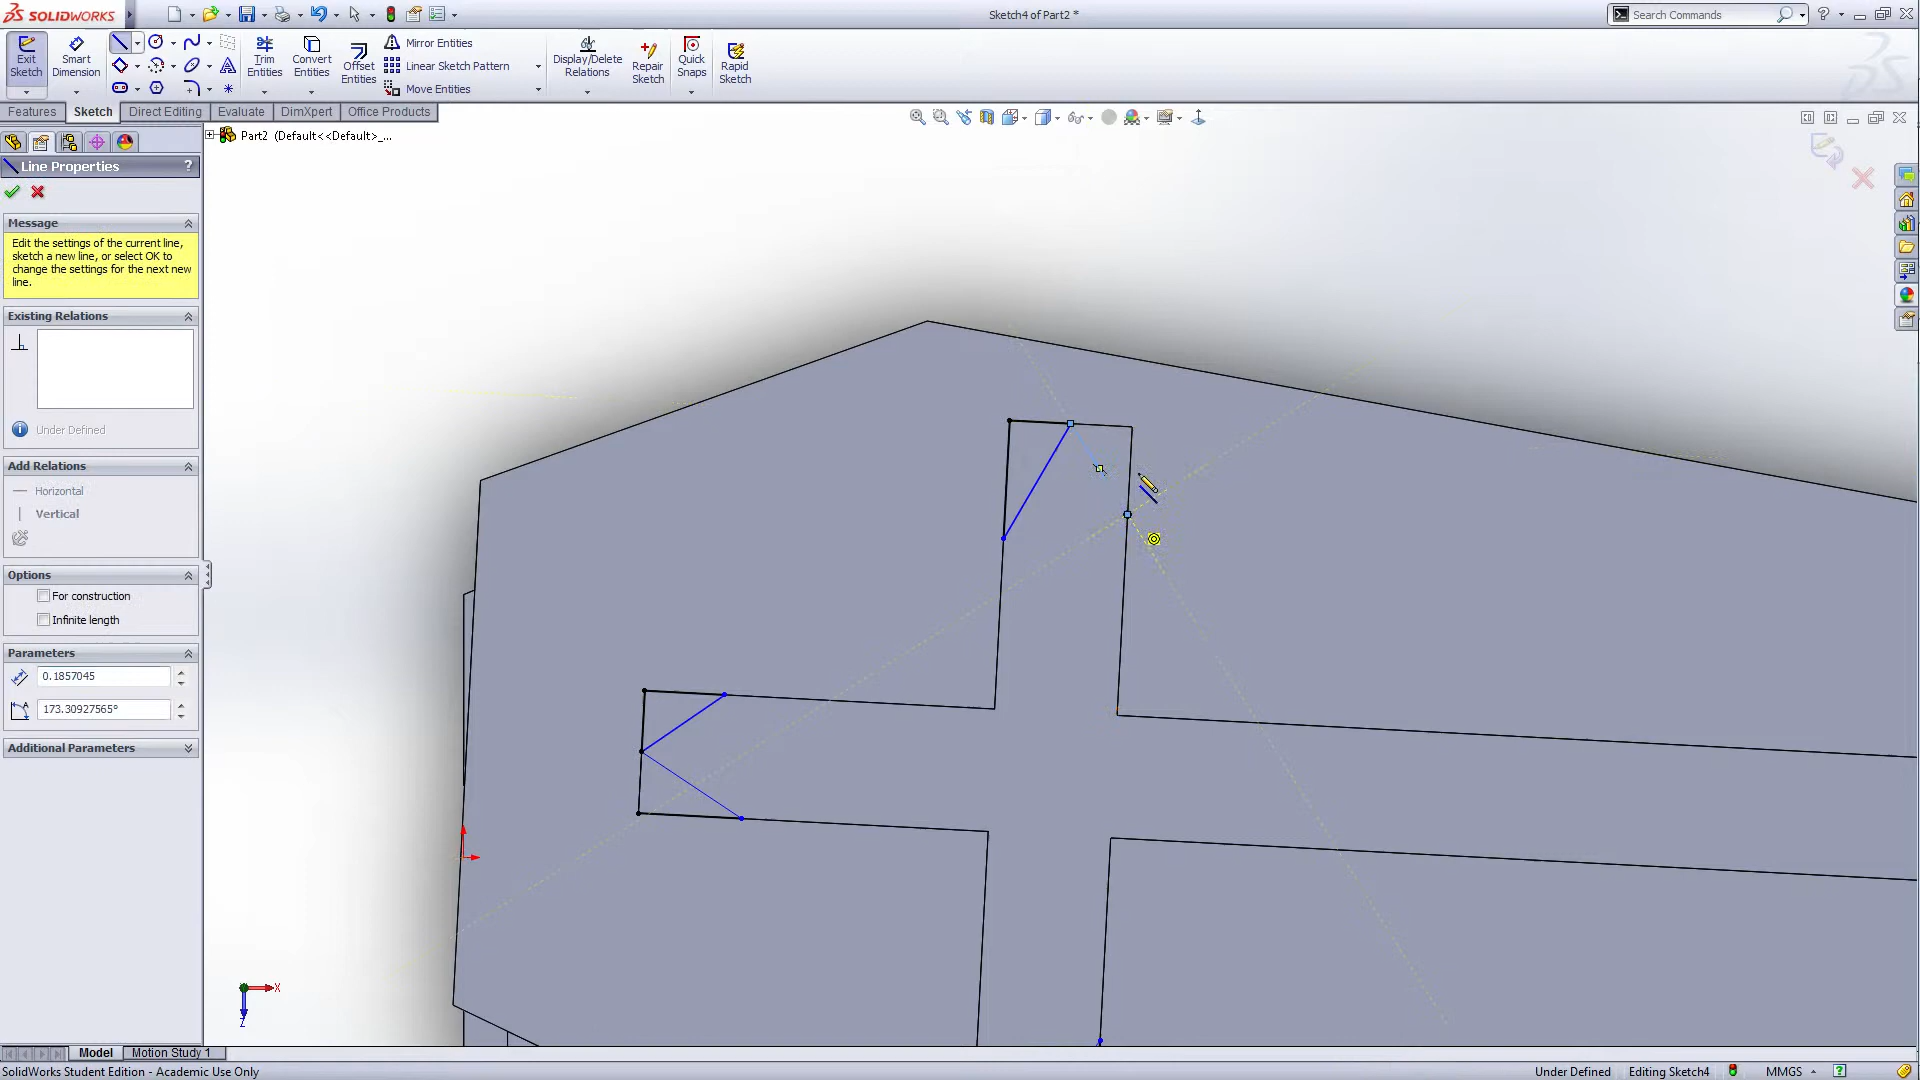 SOLIDWORKS
Sketch4 of Part2 *
Search Commands
Exit Sketch
Smart Dimension
Trim Entities
Convert Entities
Offset Entities
Mirror Entities
Linear Sketch Pattern
Move Entities
Display/Delete Relations
Repair Sketch
Quick Snaps
Rapid Sketch
Features
Sketch
Direct Editing
Evaluate
DimXpert
Office Products
Part2 (Default<<Default>_...
Line Properties
?
Message
Edit the settings of the current line,
sketch a new line, or select OK to
change the settings for the next new
line.
Existing Relations
Under Defined
Add Relations
Horizontal
Vertical
Options
For construction
Infinite length
Parameters
0.1857045
173.30927565°
Additional Parameters
X
Z
Model
Motion Study 1
SolidWorks Student Edition - Academic Use Only
Under Defined
Editing Sketch4
MMGS
?